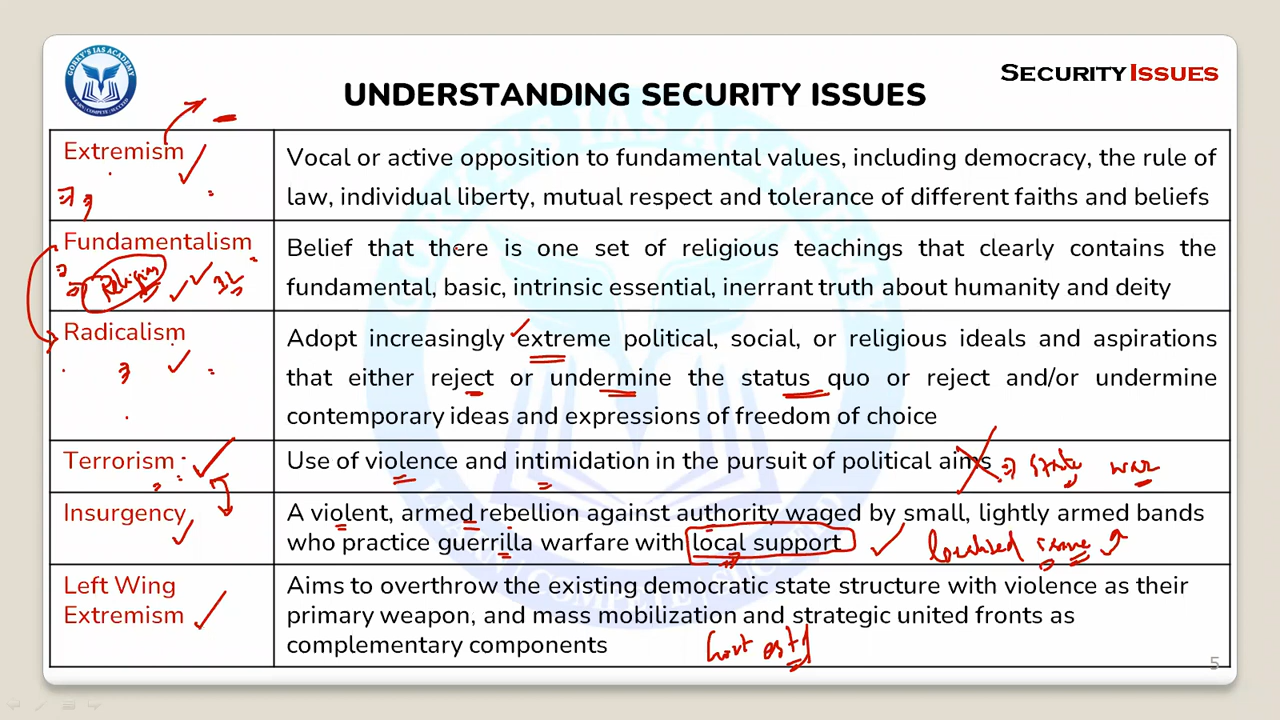 GORKY'S IAS ACADEMY
LEARN • COMPETE • SUCCEED
SECURITY ISSUES
UNDERSTANDING SECURITY ISSUES
Extremism
Vocal or active opposition to fundamental values, including democracy, the rule of
law, individual liberty, mutual respect and tolerance of different faiths and beliefs
Fundamentalism
Religion
Belief that there is one set of religious teachings that clearly contains the
fundamental, basic, intrinsic essential, inerrant truth about humanity and deity
Radicalism
Adopt increasingly extreme political, social, or religious ideals and aspirations
that either reject or undermine the status quo or reject and/or undermine
contemporary ideas and expressions of freedom of choice
Terrorism
Use of violence and intimidation in the pursuit of political aims
State war
Insurgency
A violent, armed rebellion against authority waged by small, lightly armed bands
who practice guerrilla warfare with local support
localised issue
Left Wing
Extremism
Aims to overthrow the existing democratic state structure with violence as their
primary weapon, and mass mobilization and strategic united fronts as
complementary components
Govt
5